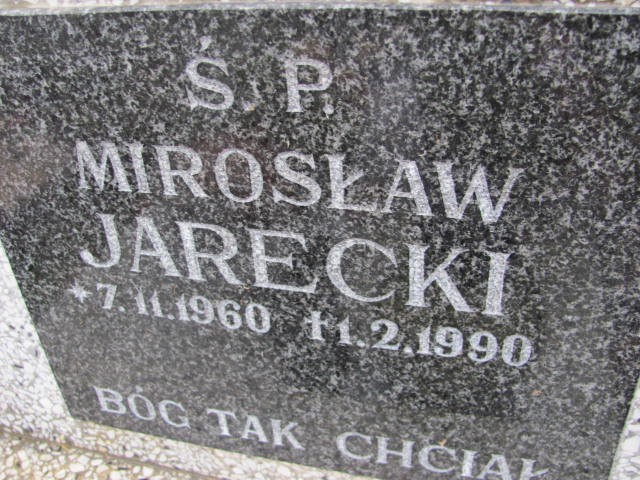 Ś. P.
MIROSŁAW
JARECKI
*7.11.1960 †1.2.1990
BÓG TAK CHCIAŁ